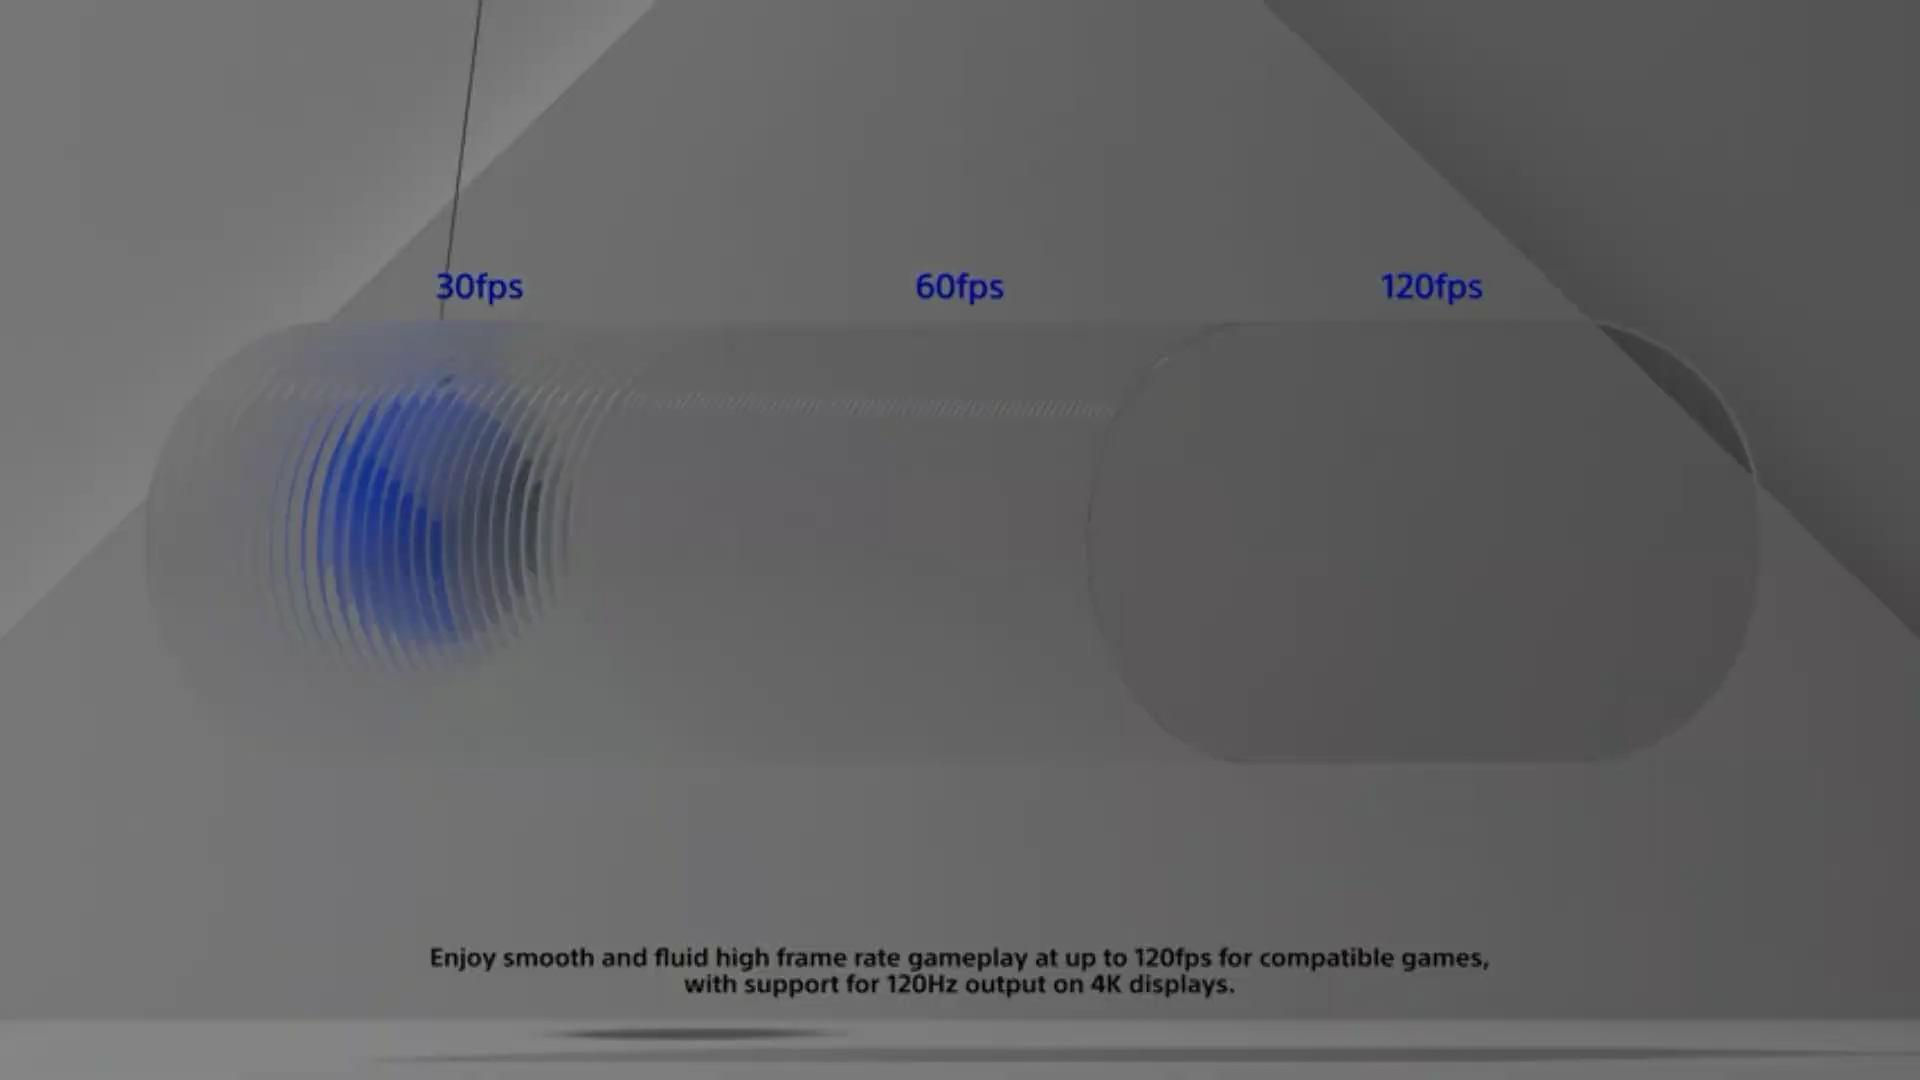 30fps 60fps 120fps
Enjoy smooth and fluid high frame rate gameplay at up to 120fps for compatible games,
with support for 120Hz output on 4K displays.